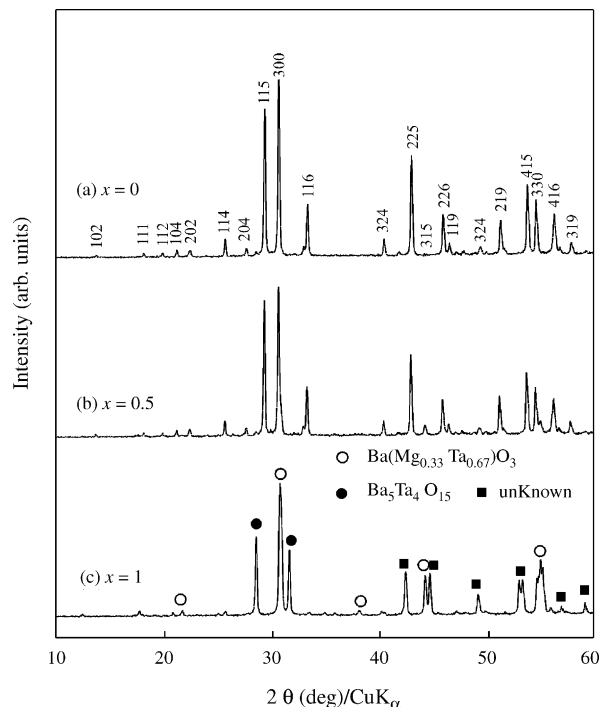 Intensity (arb. units)
(a) x = 0
102
111
112
104
202
114
204
115
300
116
324
225
315
226
119
324
219
415
330
416
319
(b) x = 0.5
Ba(Mg0.33 Ta0.67)O3
Ba5Ta4 O15
unKnown
(c) x = 1
10 20 30 40 50 60
2 θ (deg)/CuKα